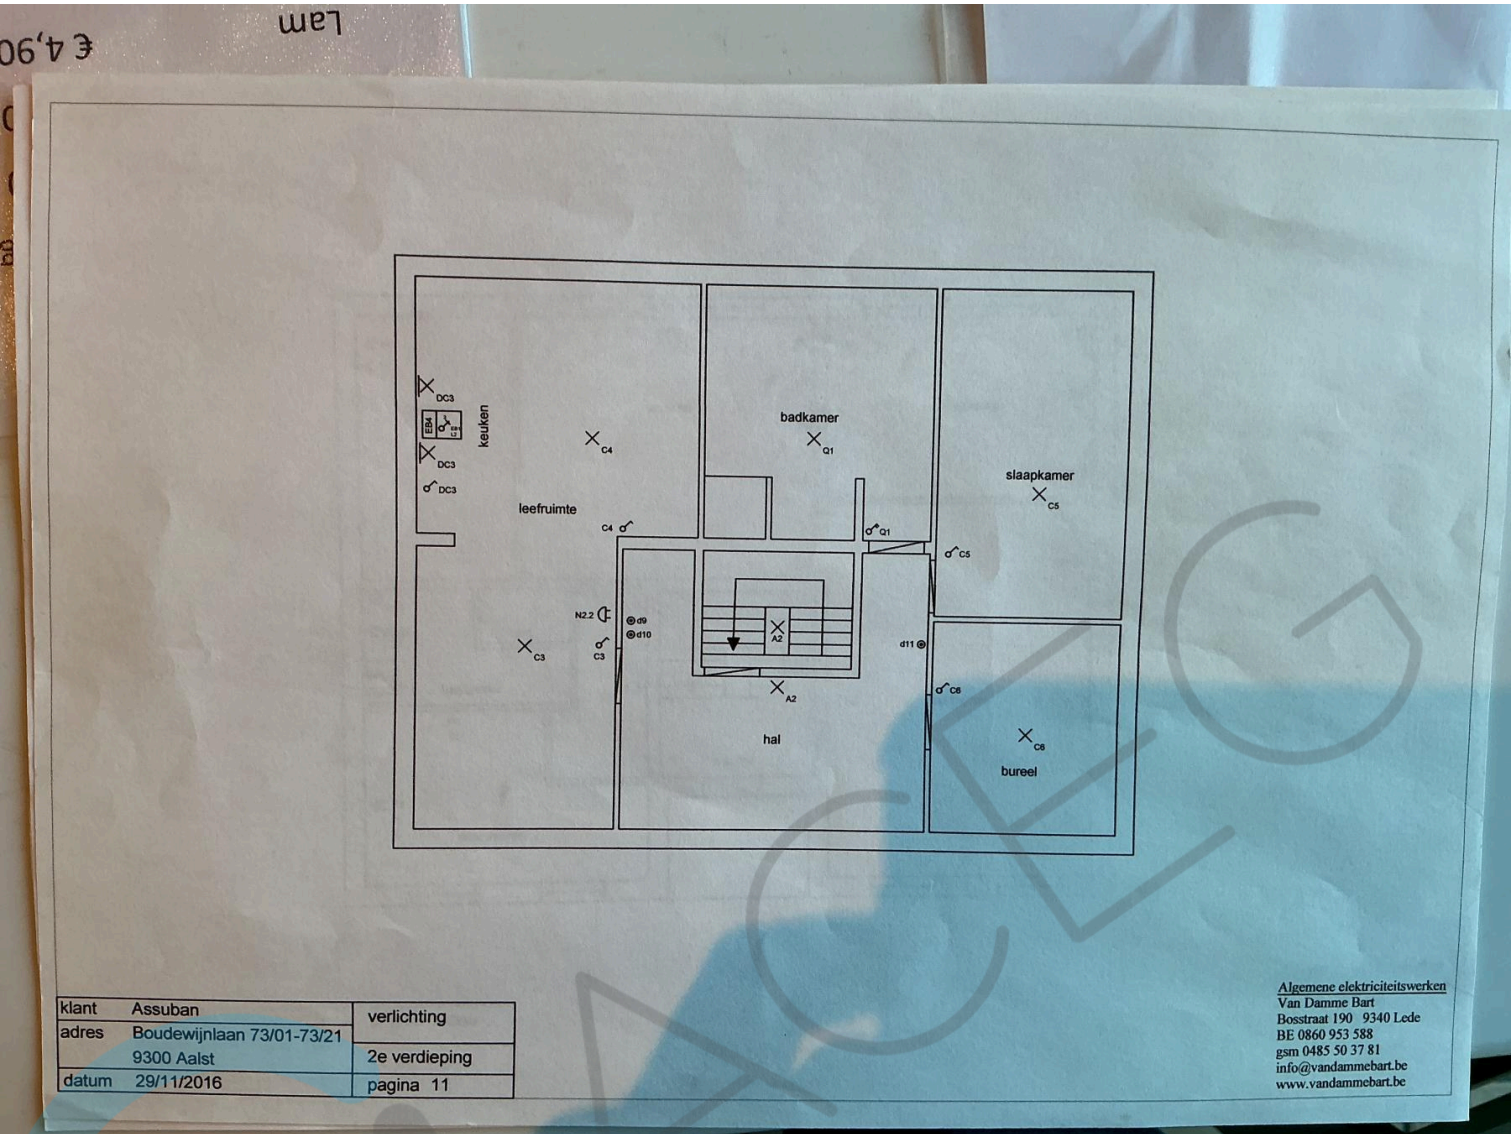 Lam
€ 4,90
keuken
DC3
EB4
DC3
DC3
C4
leefruimte
C4
badkamer
Q1
Q1
slaapkamer
C5
C5
N2.2
d9
d10
C3
C3
A2
A2
hal
d11
C6
C6
bureel
ACEG
klant Assuban
adres Boudewijnlaan 73/01-73/21
9300 Aalst
datum 29/11/2016
verlichting
2e verdieping
pagina 11
Algemene elektriciteitswerken
Van Damme Bart
Bosstraat 190 9340 Lede
BE 0860 953 588
gsm 0485 50 37 81
info@vandammebart.be
www.vandammebart.be